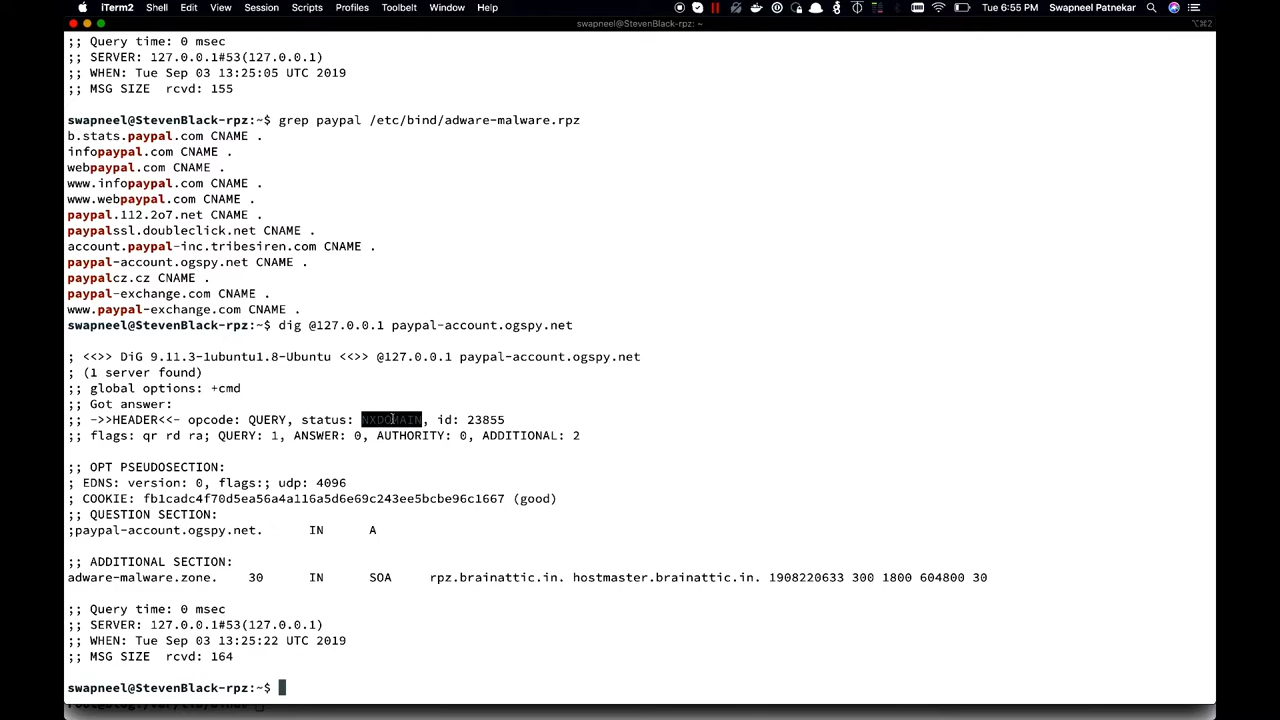 iTerm2 Shell Edit View Session Scripts Profiles Toolbelt Window Help Tue 6:55 PM Swapneel Patnekar
swapneel@StevenBlack-rpz: ~ ⌥⌘2
;; Query time: 0 msec
;; SERVER: 127.0.0.1#53(127.0.0.1)
;; WHEN: Tue Sep 03 13:25:05 UTC 2019
;; MSG SIZE  rcvd: 155
swapneel@StevenBlack-rpz:~$ grep paypal /etc/bind/adware-malware.rpz
b.stats.paypal.com CNAME .
infopaypal.com CNAME .
webpaypal.com CNAME .
www.infopaypal.com CNAME .
www.webpaypal.com CNAME .
paypal.112.2o7.net CNAME .
paypalssl.doubleclick.net CNAME .
account.paypal-inc.tribesiren.com CNAME .
paypal-account.ogspy.net CNAME .
paypalcz.cz CNAME .
paypal-exchange.com CNAME .
www.paypal-exchange.com CNAME .
swapneel@StevenBlack-rpz:~$ dig @127.0.0.1 paypal-account.ogspy.net
; <<>> DiG 9.11.3-1ubuntu1.8-Ubuntu <<>> @127.0.0.1 paypal-account.ogspy.net
; (1 server found)
;; global options: +cmd
;; Got answer:
;; ->>HEADER<<- opcode: QUERY, status: NXDOMAIN, id: 23855
;; flags: qr rd ra; QUERY: 1, ANSWER: 0, AUTHORITY: 0, ADDITIONAL: 2
;; OPT PSEUDOSECTION:
; EDNS: version: 0, flags:; udp: 4096
; COOKIE: fb1cadc4f70d5ea56a4a116a5d6e69c243ee5bcbe96c1667 (good)
;; QUESTION SECTION:
;paypal-account.ogspy.net. IN A
;; ADDITIONAL SECTION:
adware-malware.zone. 30 IN SOA rpz.brainattic.in. hostmaster.brainattic.in. 1908220633 300 1800 604800 30
;; Query time: 0 msec
;; SERVER: 127.0.0.1#53(127.0.0.1)
;; WHEN: Tue Sep 03 13:25:22 UTC 2019
;; MSG SIZE  rcvd: 164
swapneel@StevenBlack-rpz:~$